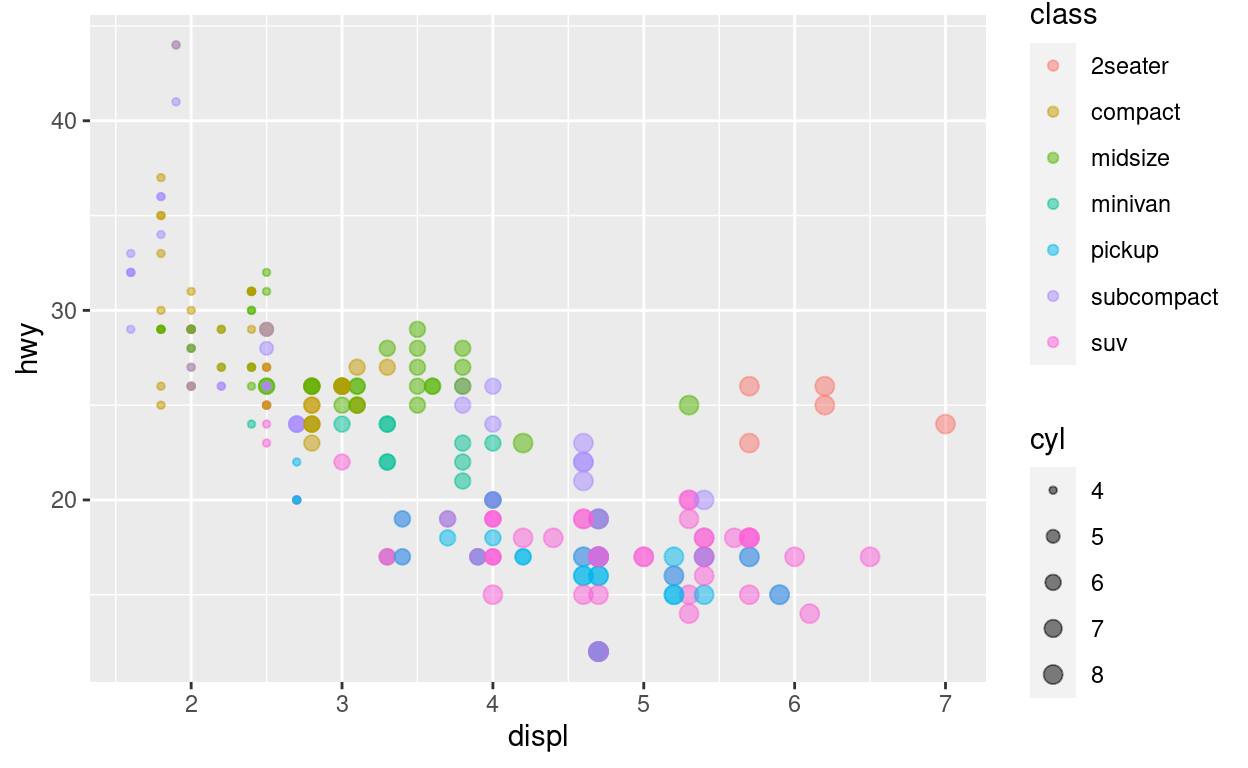 40
30
20
hwy
2 3 4 5 6 7
displ
class
2seater
compact
midsize
minivan
pickup
subcompact
suv
cyl
4
5
6
7
8